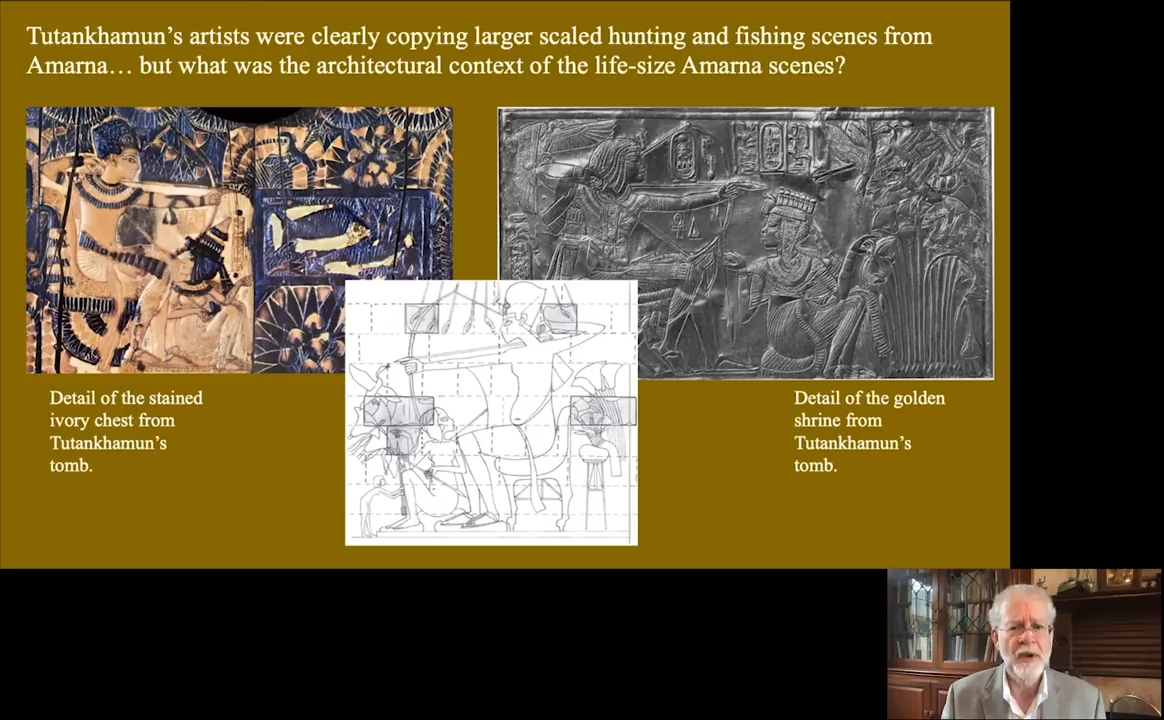 Tutankhamun’s artists were clearly copying larger scaled hunting and fishing scenes from
Amarna… but what was the architectural context of the life-size Amarna scenes?
Detail of the stained
ivory chest from
Tutankhamun’s
tomb.
Detail of the golden
shrine from
Tutankhamun’s
tomb.